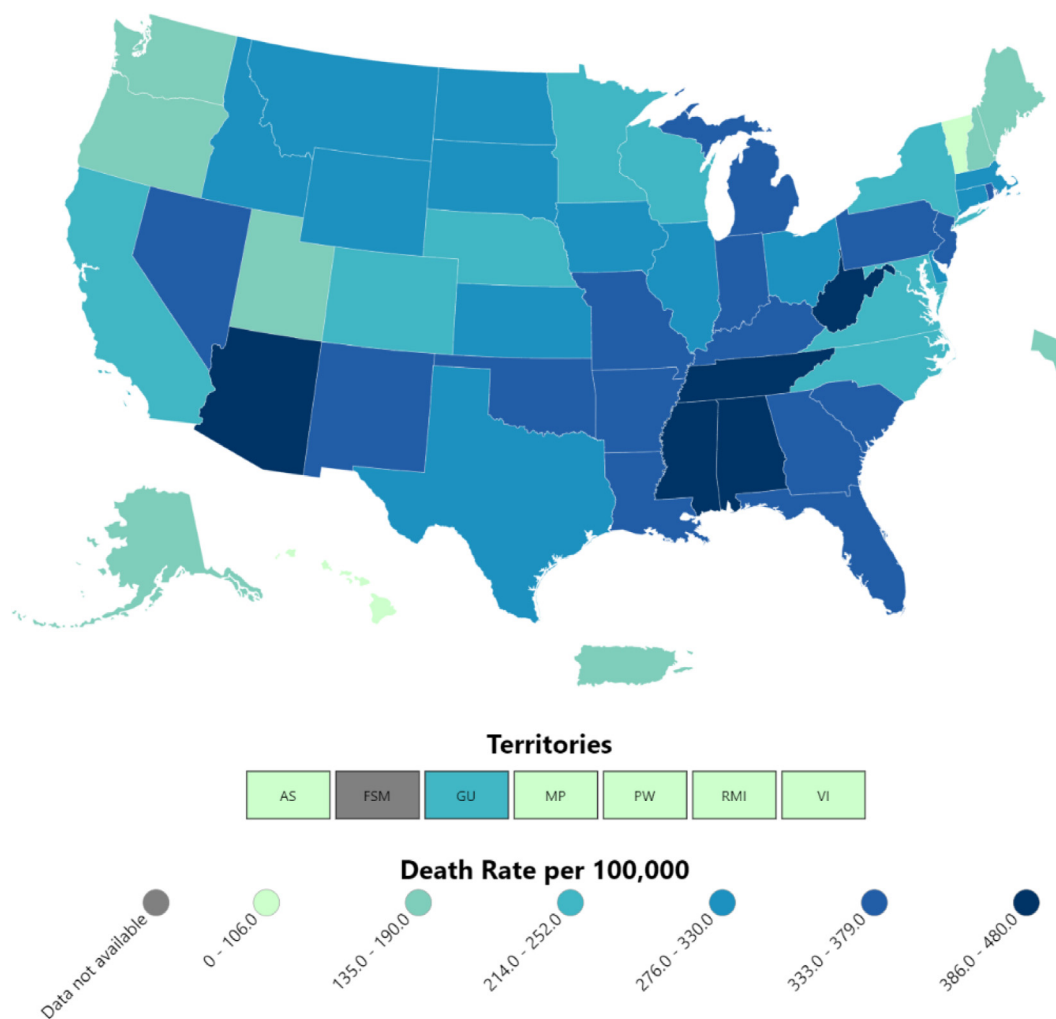 Territories
AS FSM GU MP PW RMI VI
Death Rate per 100,000
Data not available
0 - 106.0
135.0 - 190.0
214.0 - 252.0
276.0 - 330.0
333.0 - 379.0
386.0 - 480.0